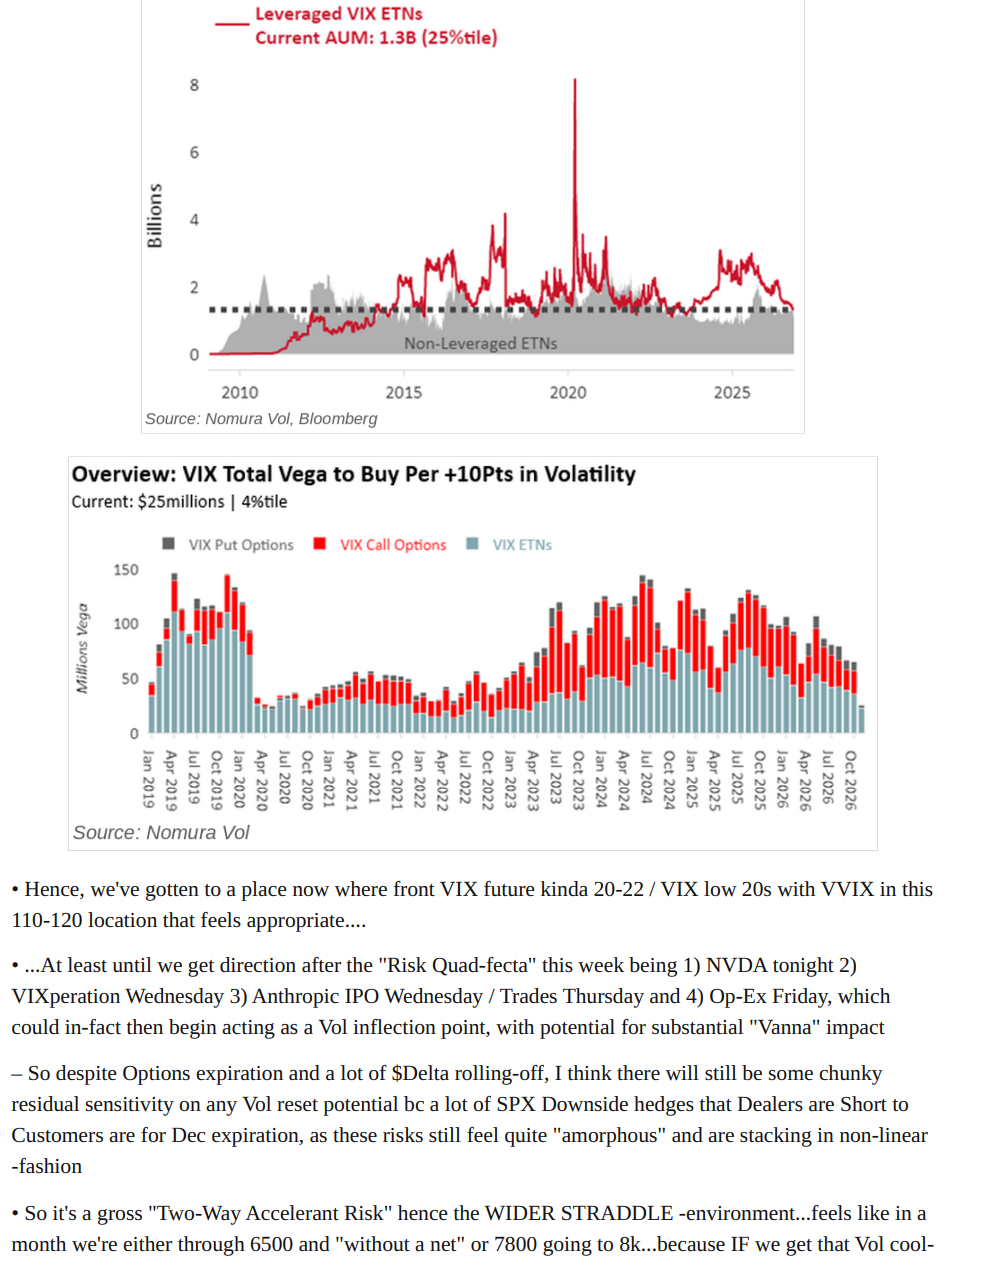 Leveraged VIX ETNs
Current AUM: 1.3B (25%tile)
8
6
4
2
0
Billions
Non-Leveraged ETNs
2010 2015 2020 2025
Source: Nomura Vol, Bloomberg
Overview: VIX Total Vega to Buy Per +10Pts in Volatility
Current: $25millions | 4%tile
VIX Put Options VIX Call Options VIX ETNs
150
100
50
0
Millions Vega
Jan 2019
Apr 2019
Jul 2019
Oct 2019
Jan 2020
Apr 2020
Jul 2020
Oct 2020
Jan 2021
Apr 2021
Jul 2021
Oct 2021
Jan 2022
Apr 2022
Jul 2022
Oct 2022
Jan 2023
Apr 2023
Jul 2023
Oct 2023
Jan 2024
Apr 2024
Jul 2024
Oct 2024
Jan 2025
Apr 2025
Jul 2025
Oct 2025
Jan 2026
Apr 2026
Jul 2026
Oct 2026
Source: Nomura Vol
• Hence, we've gotten to a place now where front VIX future kinda 20-22 / VIX low 20s with VVIX in this
110-120 location that feels appropriate....
• ...At least until we get direction after the "Risk Quad-fecta" this week being 1) NVDA tonight 2)
VIXperation Wednesday 3) Anthropic IPO Wednesday / Trades Thursday and 4) Op-Ex Friday, which
could in-fact then begin acting as a Vol inflection point, with potential for substantial "Vanna" impact
– So despite Options expiration and a lot of $Delta rolling-off, I think there will still be some chunky
residual sensitivity on any Vol reset potential bc a lot of SPX Downside hedges that Dealers are Short to
Customers are for Dec expiration, as these risks still feel quite "amorphous" and are stacking in non-linear
-fashion
• So it's a gross "Two-Way Accelerant Risk" hence the WIDER STRADDLE -environment...feels like in a
month we're either through 6500 and "without a net" or 7800 going to 8k...because IF we get that Vol cool-